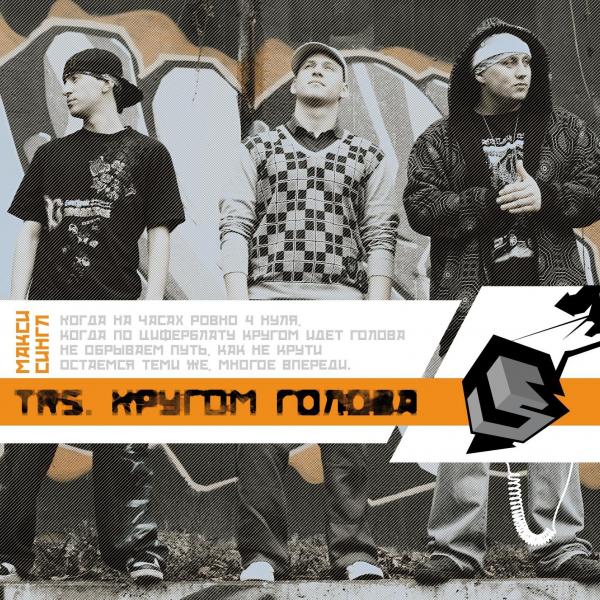 МАКСИ
СИНГЛ
КОГДА НА ЧАСАХ РОВНО 4 НУЛЯ,
КОГДА ПО ЦИФЕРБЛАТУ КРУГОМ ИДЕТ ГОЛОВА
НЕ ОБРЫВАЕМ ПУТЬ, КАК НЕ КРУТИ
ОСТАЕМСЯ ТЕМИ ЖЕ, МНОГОЕ ВПЕРЕДИ.
TRS. КРУГОМ ГОЛОВА
LS